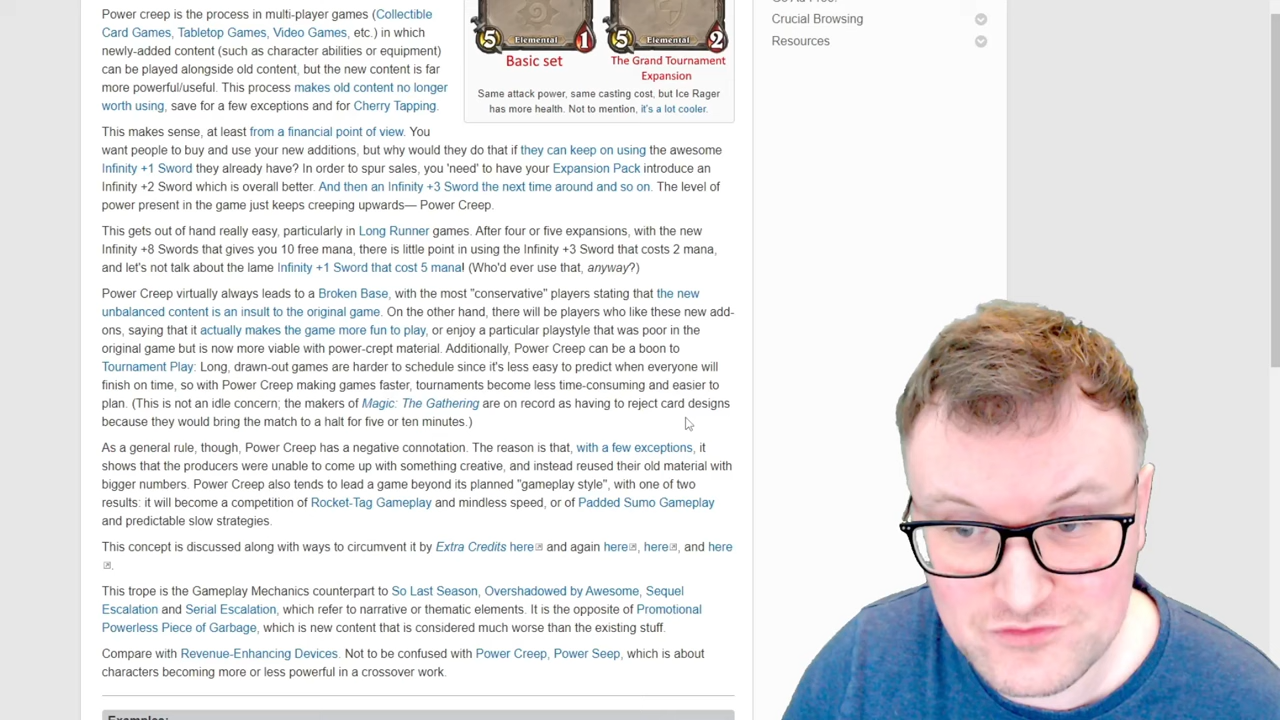 Power creep is the process in multi-player games (Collectible
Card Games, Tabletop Games, Video Games, etc.) in which
newly-added content (such as character abilities or equipment)
can be played alongside old content, but the new content is far
more powerful/useful. This process makes old content no longer
worth using, save for a few exceptions and for Cherry Tapping.
5 Elemental 1
5 Elemental 2
Basic set
The Grand Tournament
Expansion
Same attack power, same casting cost, but Ice Rager
has more health. Not to mention, it's a lot cooler.
This makes sense, at least from a financial point of view. You
want people to buy and use your new additions, but why would they do that if they can keep on using the awesome
Infinity +1 Sword they already have? In order to spur sales, you 'need' to have your Expansion Pack introduce an
Infinity +2 Sword which is overall better. And then an Infinity +3 Sword the next time around and so on. The level of
power present in the game just keeps creeping upwards— Power Creep.
This gets out of hand really easy, particularly in Long Runner games. After four or five expansions, with the new
Infinity +8 Swords that gives you 10 free mana, there is little point in using the Infinity +3 Sword that costs 2 mana,
and let's not talk about the lame Infinity +1 Sword that cost 5 mana! (Who'd ever use that, anyway?)
Power Creep virtually always leads to a Broken Base, with the most "conservative" players stating that the new
unbalanced content is an insult to the original game. On the other hand, there will be players who like these new add-
ons, saying that it actually makes the game more fun to play, or enjoy a particular playstyle that was poor in the
original game but is now more viable with power-crept material. Additionally, Power Creep can be a boon to
Tournament Play: Long, drawn-out games are harder to schedule since it's less easy to predict when everyone will
finish on time, so with Power Creep making games faster, tournaments become less time-consuming and easier to
plan. (This is not an idle concern; the makers of Magic: The Gathering are on record as having to reject card designs
because they would bring the match to a halt for five or ten minutes.)
As a general rule, though, Power Creep has a negative connotation. The reason is that, with a few exceptions, it
shows that the producers were unable to come up with something creative, and instead reused their old material with
bigger numbers. Power Creep also tends to lead a game beyond its planned "gameplay style", with one of two
results: it will become a competition of Rocket-Tag Gameplay and mindless speed, or of Padded Sumo Gameplay
and predictable slow strategies.
This concept is discussed along with ways to circumvent it by Extra Credits here and again here, here, and here
.
This trope is the Gameplay Mechanics counterpart to So Last Season, Overshadowed by Awesome, Sequel
Escalation and Serial Escalation, which refer to narrative or thematic elements. It is the opposite of Promotional
Powerless Piece of Garbage, which is new content that is considered much worse than the existing stuff.
Compare with Revenue-Enhancing Devices. Not to be confused with Power Creep, Power Seep, which is about
characters becoming more or less powerful in a crossover work.
Examples:
Crucial Browsing
Resources